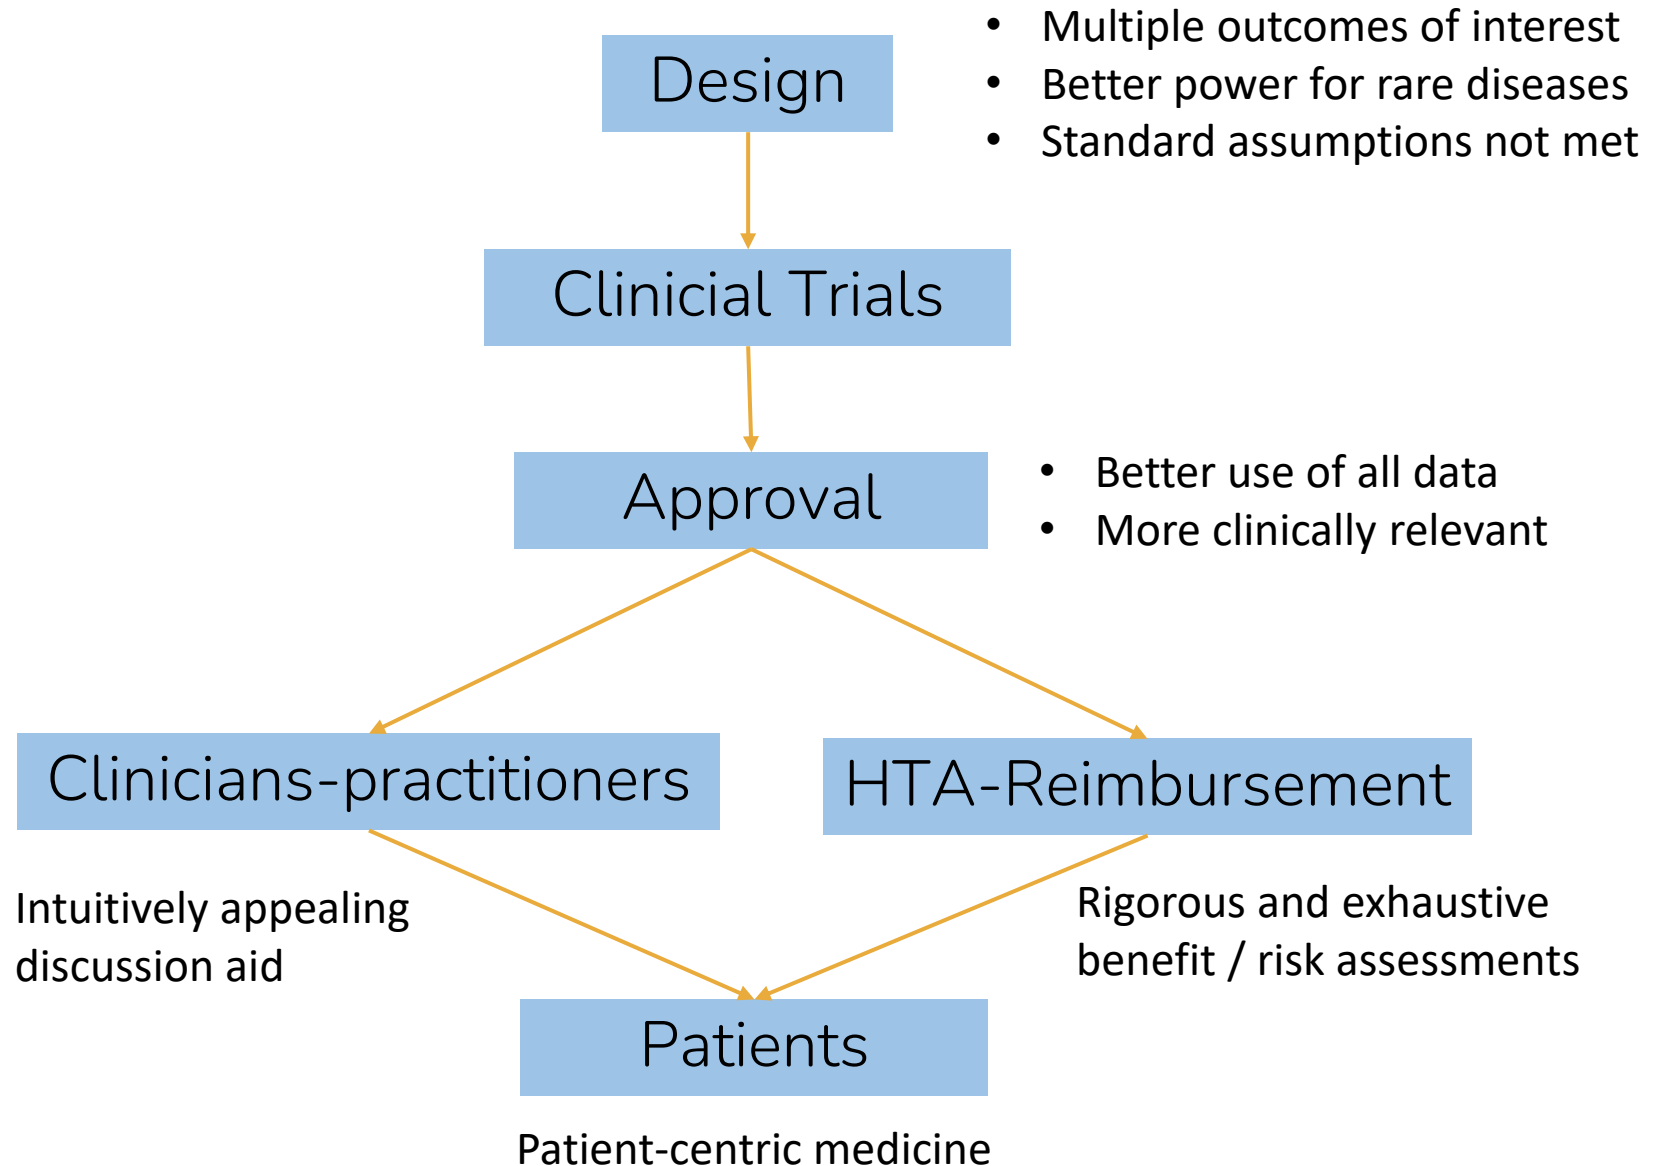 Design
• Multiple outcomes of interest
• Better power for rare diseases
• Standard assumptions not met
Clinicial Trials
Approval
• Better use of all data
• More clinically relevant
Clinicians-practitioners
HTA-Reimbursement
Intuitively appealing
discussion aid
Rigorous and exhaustive
benefit / risk assessments
Patients
Patient-centric medicine